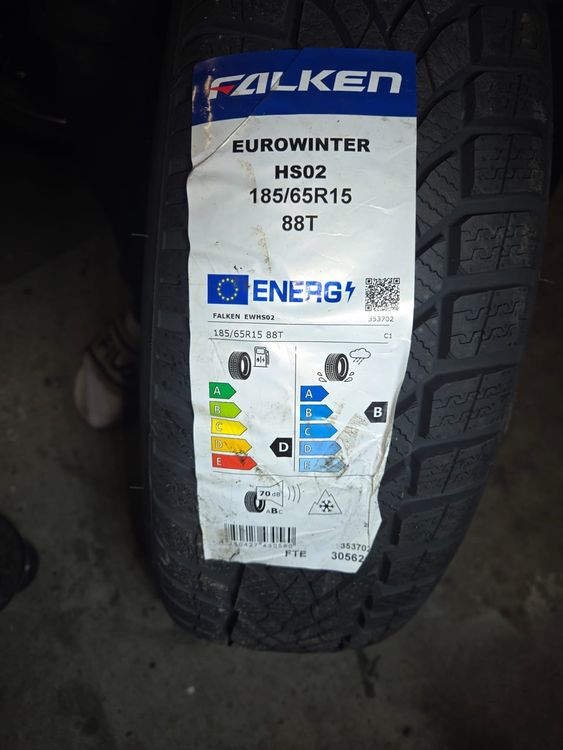 FALKEN
EUROWINTER
HS02
185/65R15
88T
ENERG
FALKEN EWHS02 353702
185/65R15 88T C1
A A
B B B
C C
D D D
E E
70 dB
ABC
353702
FTE 30562